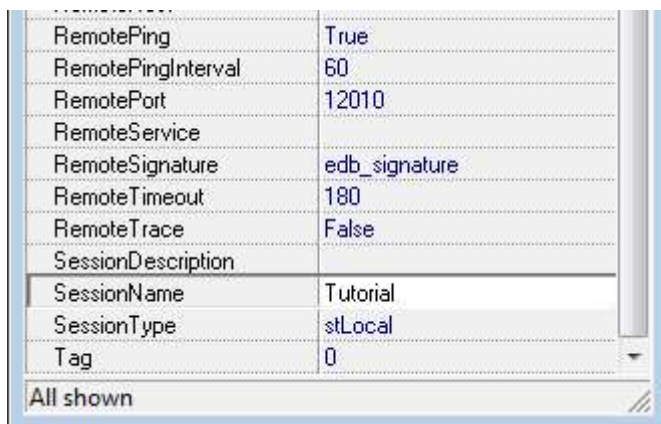 RemotePing True
RemotePingInterval 60
RemotePort 12010
RemoteService
RemoteSignature edb_signature
RemoteTimeout 180
RemoteTrace False
SessionDescription
SessionName Tutorial
SessionType stLocal
Tag 0
All shown